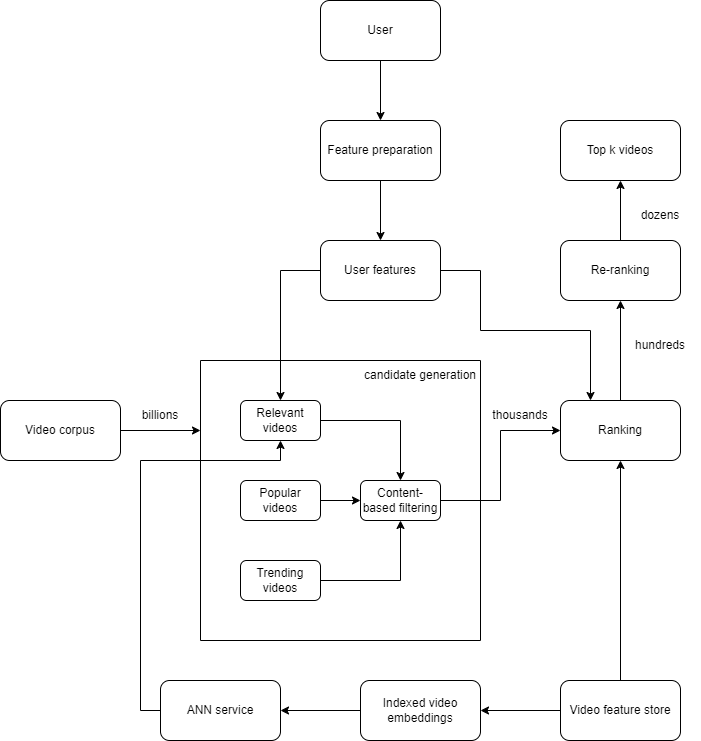 User
Feature preparation
Top k videos
dozens
User features
Re-ranking
hundreds
candidate generation
Video corpus
billions
Relevant
videos
thousands
Ranking
Popular
videos
Content-
based filtering
Trending
videos
ANN service
Indexed video
embeddings
Video feature store